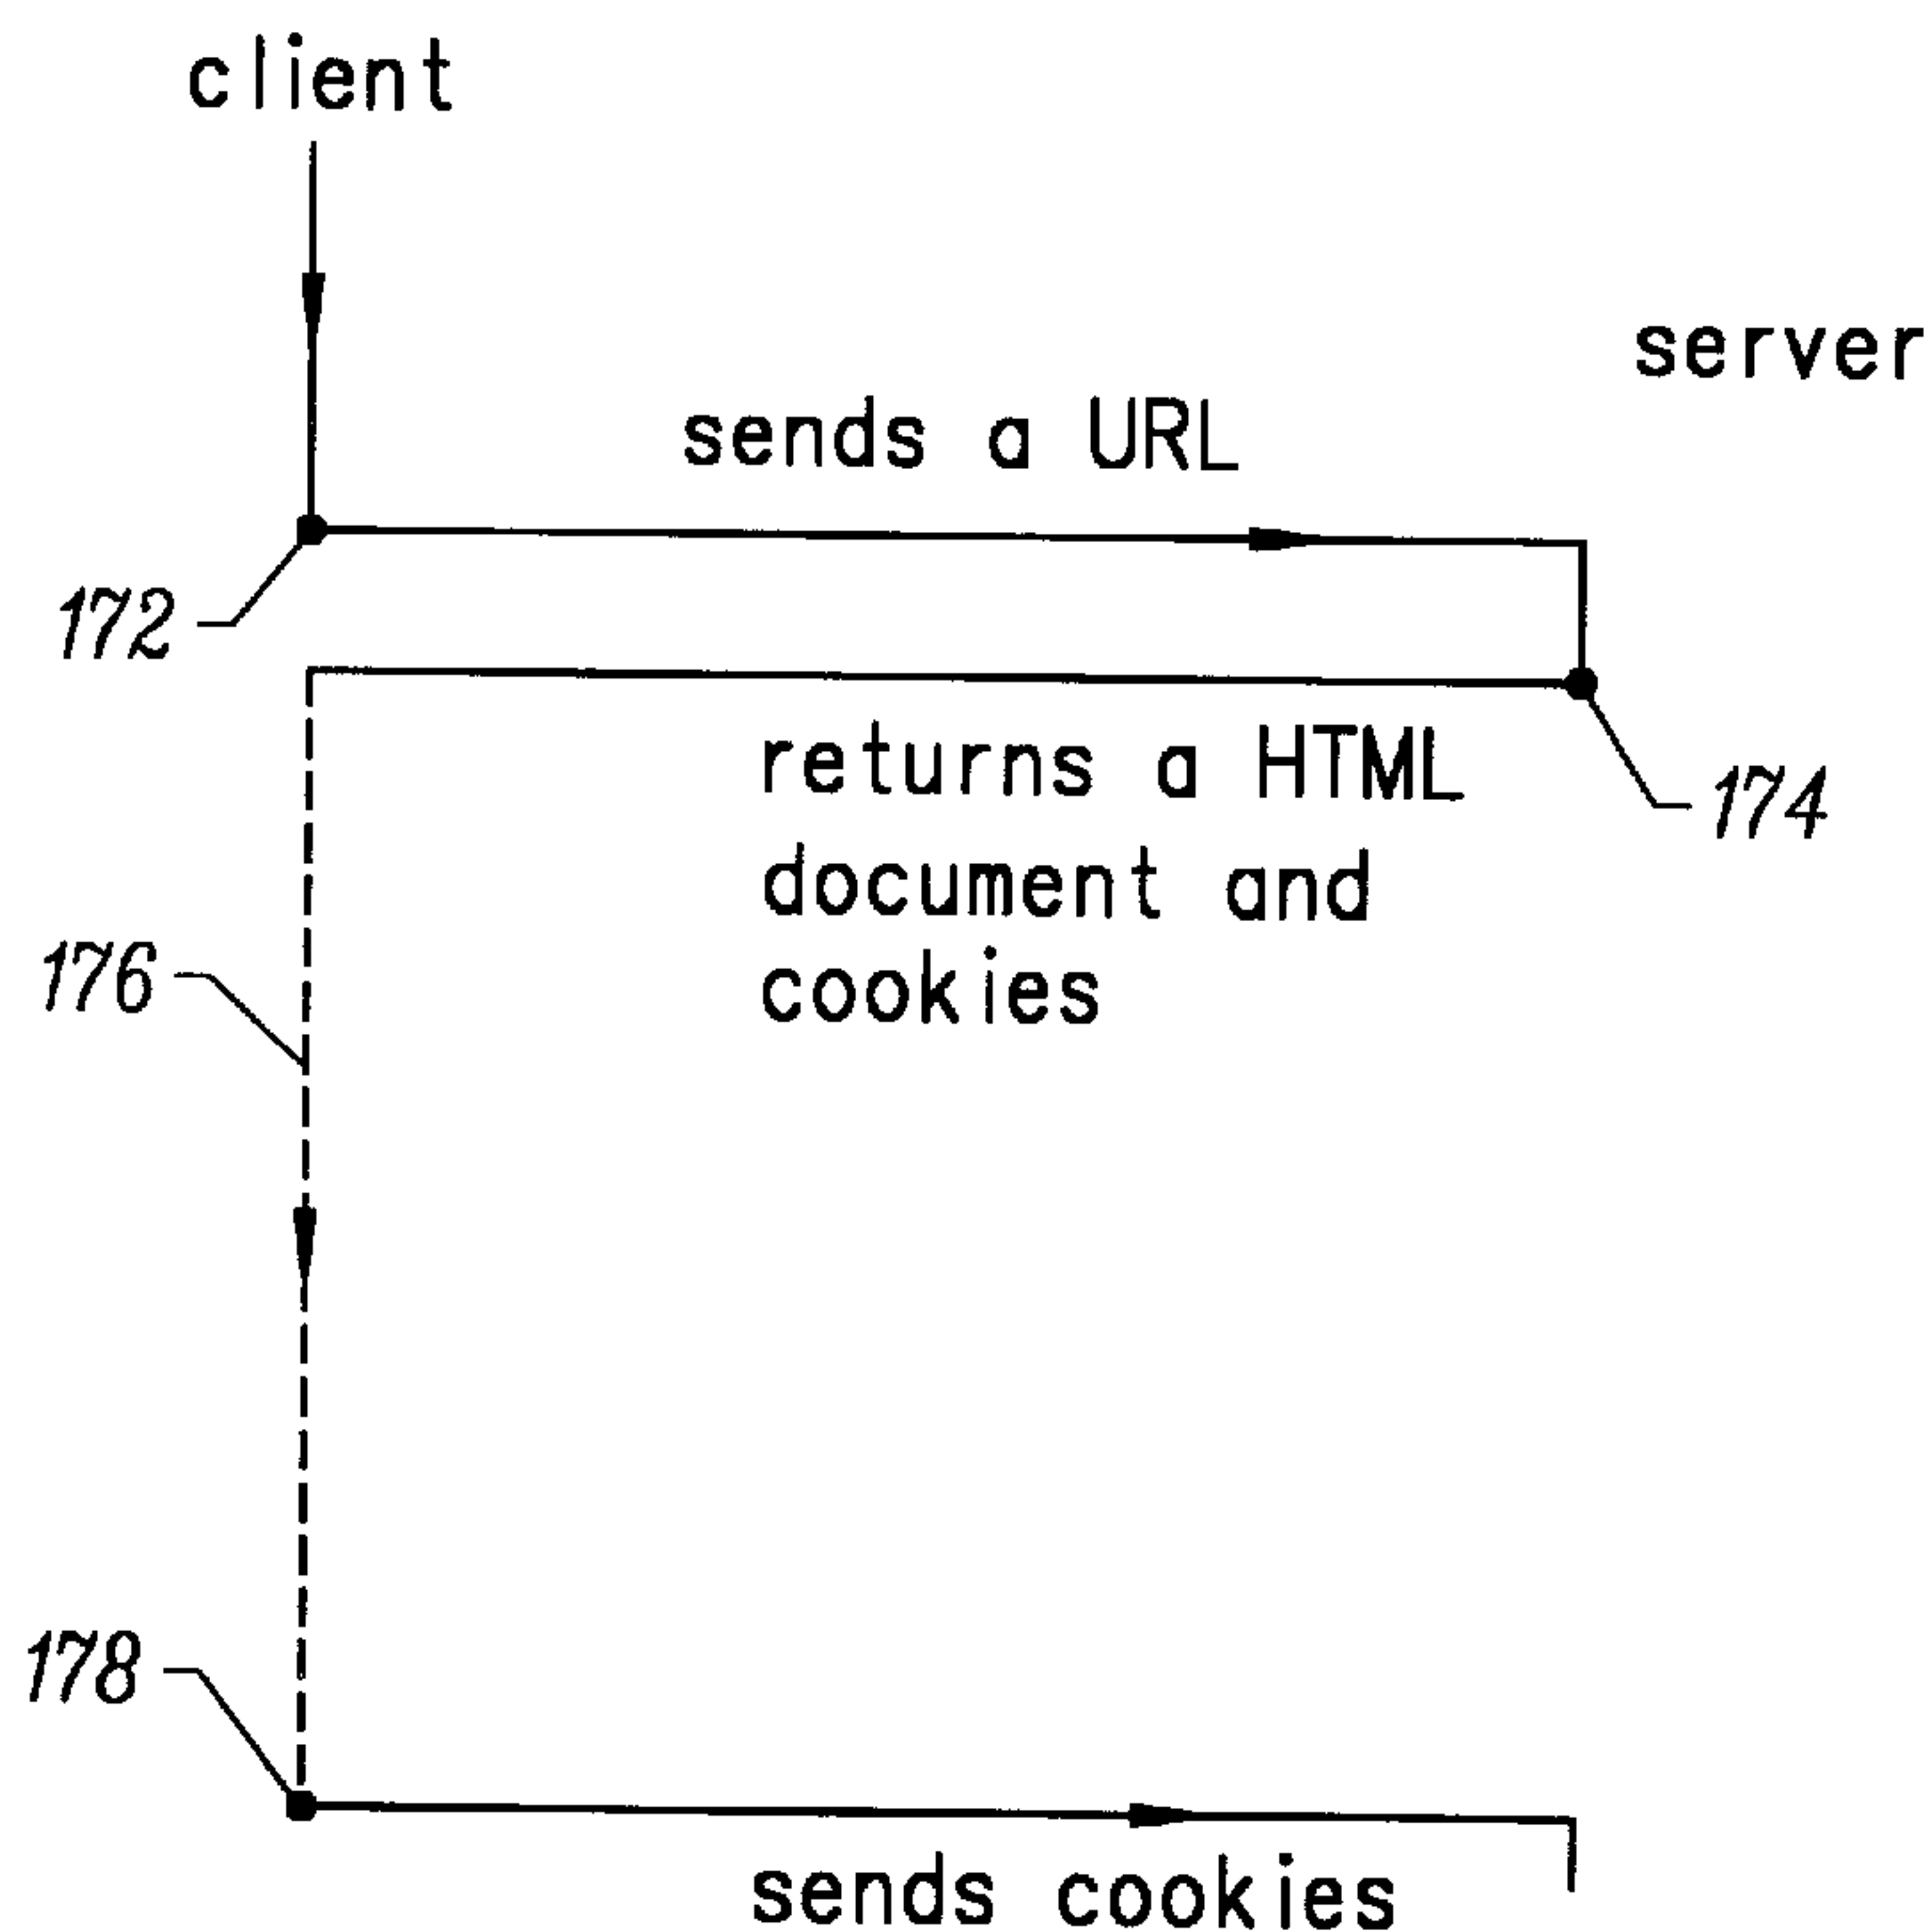 client
server
sends a URL
172
returns a HTML
document and
cookies
174
176
178
sends cookies